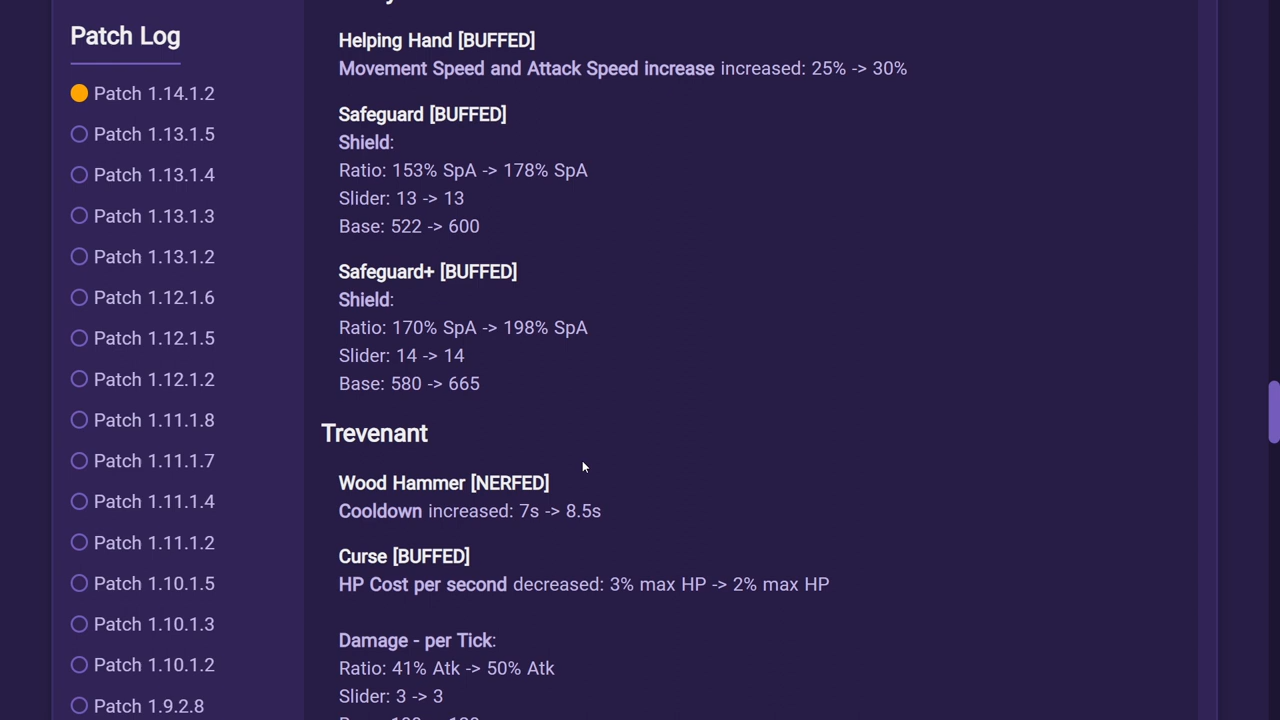 Patch Log
Patch 1.14.1.2
Patch 1.13.1.5
Patch 1.13.1.4
Patch 1.13.1.3
Patch 1.13.1.2
Patch 1.12.1.6
Patch 1.12.1.5
Patch 1.12.1.2
Patch 1.11.1.8
Patch 1.11.1.7
Patch 1.11.1.4
Patch 1.11.1.2
Patch 1.10.1.5
Patch 1.10.1.3
Patch 1.10.1.2
Patch 1.9.2.8
Helping Hand [BUFFED]
Movement Speed and Attack Speed increase increased: 25% -> 30%
Safeguard [BUFFED]
Shield:
Ratio: 153% SpA -> 178% SpA
Slider: 13 -> 13
Base: 522 -> 600
Safeguard+ [BUFFED]
Shield:
Ratio: 170% SpA -> 198% SpA
Slider: 14 -> 14
Base: 580 -> 665
Trevenant
Wood Hammer [NERFED]
Cooldown increased: 7s -> 8.5s
Curse [BUFFED]
HP Cost per second decreased: 3% max HP -> 2% max HP
Damage - per Tick:
Ratio: 41% Atk -> 50% Atk
Slider: 3 -> 3